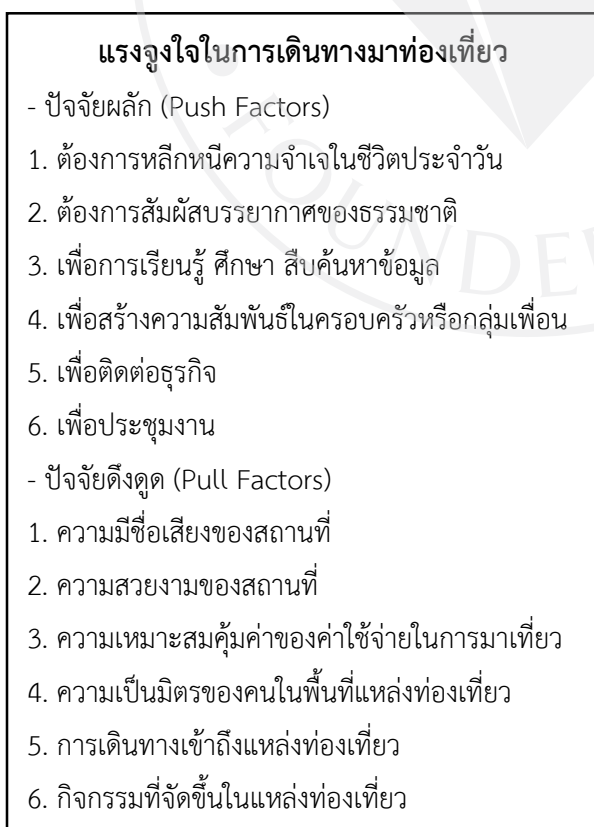 แรงจูงใจในการเดินทางมาท่องเที่ยว
- ปัจจัยผลัก (Push Factors)
1. ต้องการหลีกหนีความจำเจในชีวิตประจำวัน
2. ต้องการสัมผัสบรรยากาศของธรรมชาติ
3. เพื่อการเรียนรู้ ศึกษา สืบค้นหาข้อมูล
4. เพื่อสร้างความสัมพันธ์ในครอบครัวหรือกลุ่มเพื่อน
5. เพื่อติดต่อธุรกิจ
6. เพื่อประชุมงาน
- ปัจจัยดึงดูด (Pull Factors)
1. ความมีชื่อเสียงของสถานที่
2. ความสวยงามของสถานที่
3. ความเหมาะสมคุ้มค่าของค่าใช้จ่ายในการมาเที่ยว
4. ความเป็นมิตรของคนในพื้นที่แหล่งท่องเที่ยว
5. การเดินทางเข้าถึงแหล่งท่องเที่ยว
6. กิจกรรมที่จัดขึ้นในแหล่งท่องเที่ยว